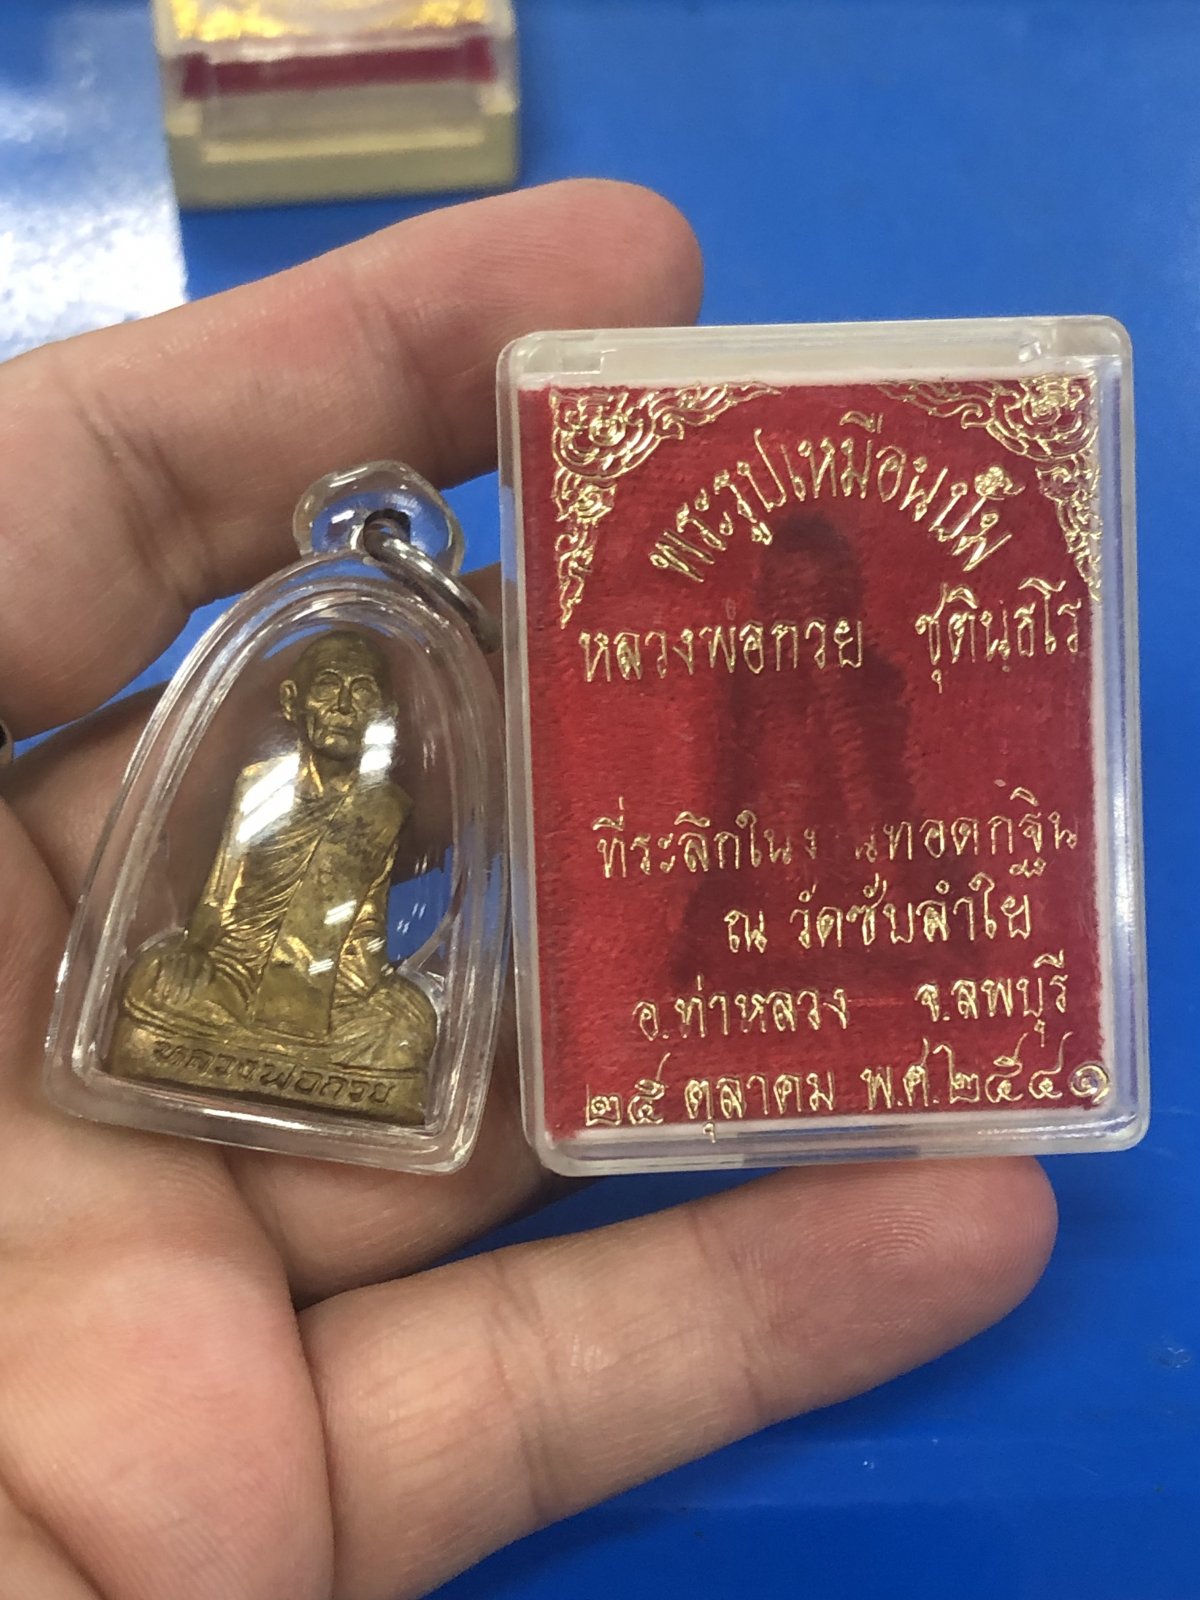 พระรูปเหมือนปั๊ม
หลวงพ่อกวย ชุตินฺธโร
ที่ระลึกในง นทอดกฐิน
ณ วัดซับลำใย
อ.ท่าหลวง จ.ลพบุรี
๒๕ ตุลาคม พ.ศ.๒๕๔๑
หลวงพ่อกวย